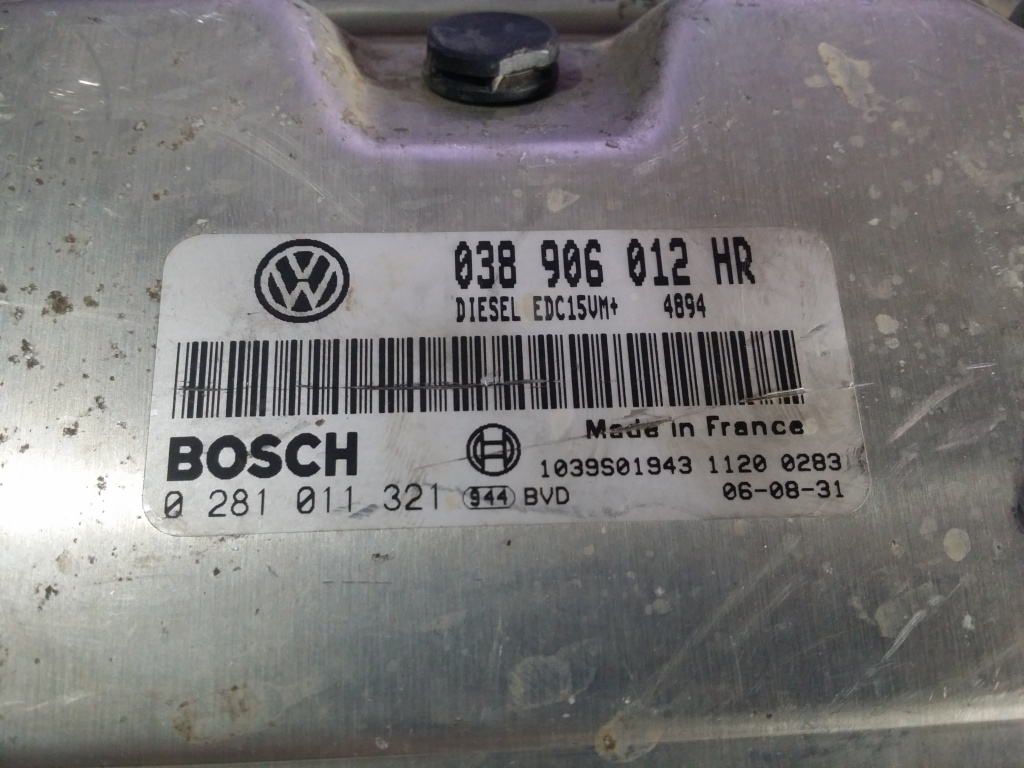 VW
038 906 012 HR
DIESEL EDC15VM+ 4894
BOSCH
Made in France
1039S01943 1120 0283
0 281 011 321 944 BVD 06-08-31